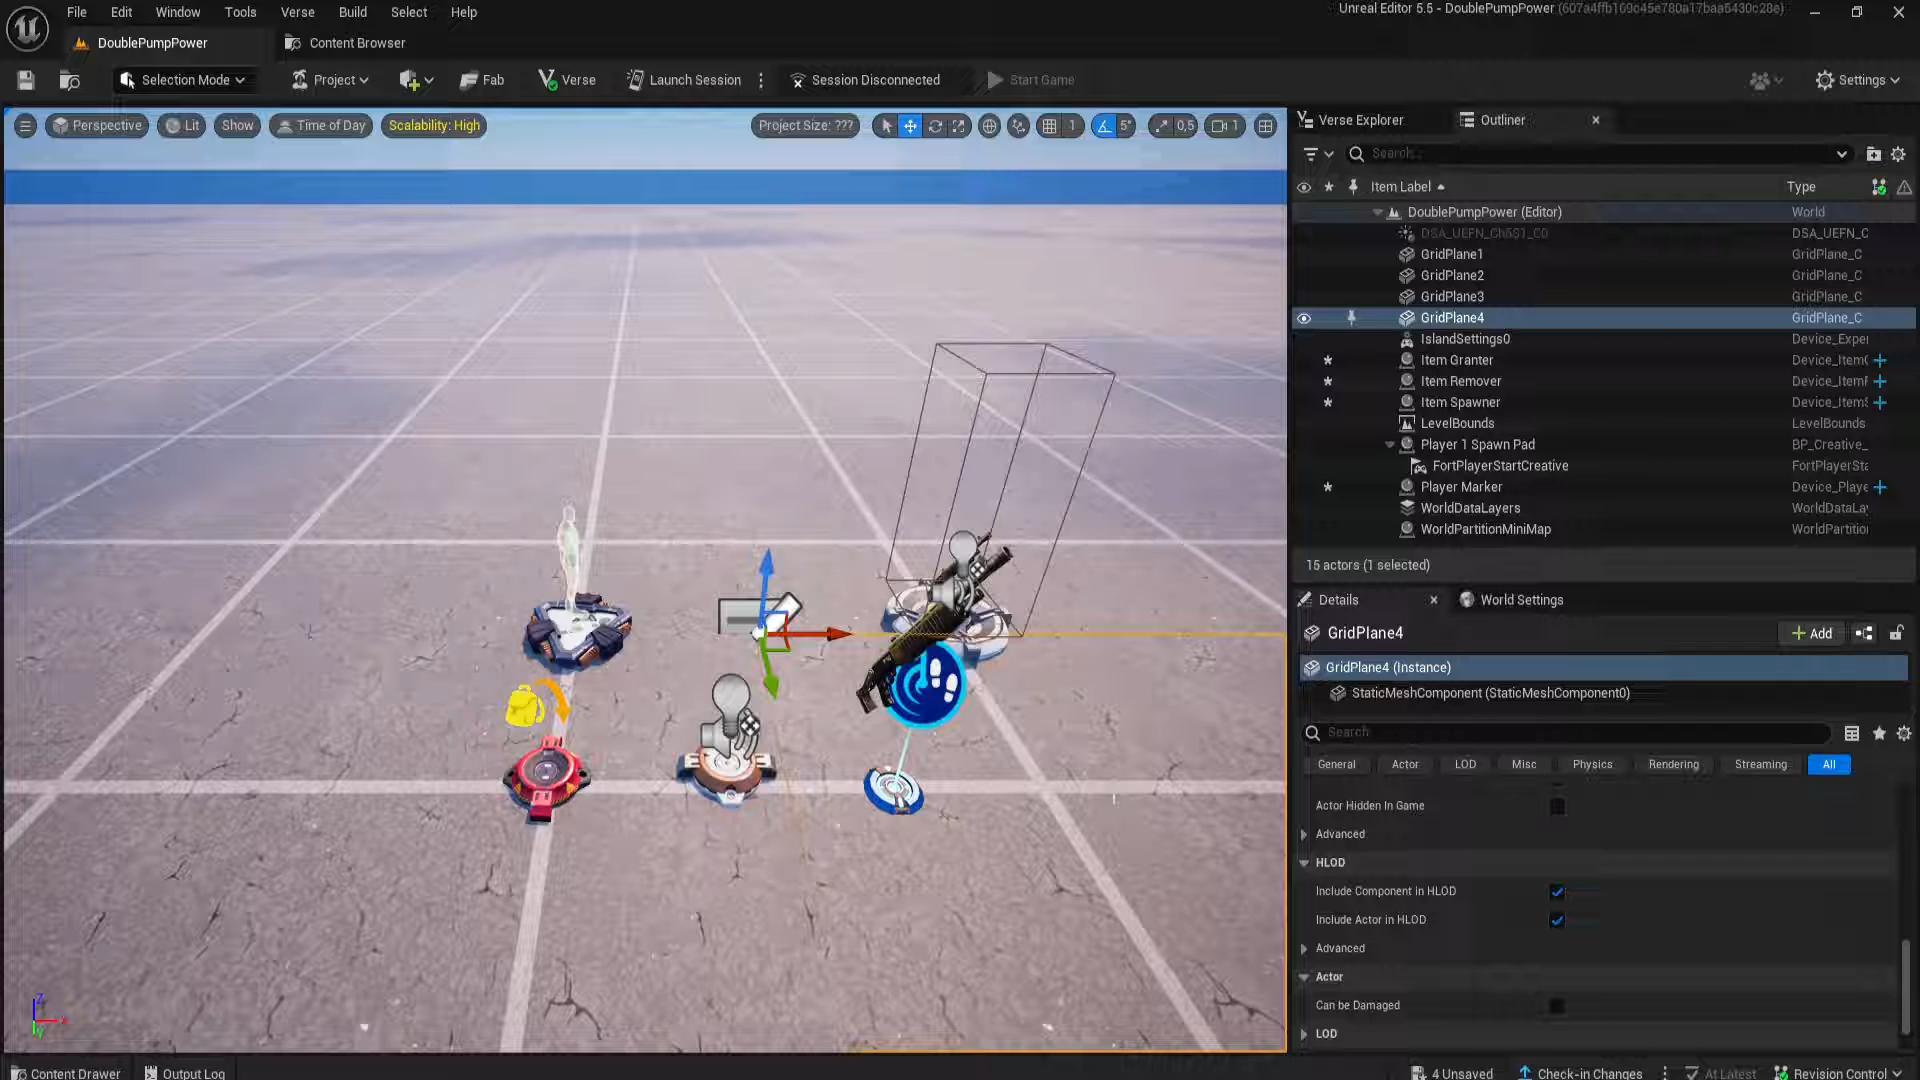 File Edit Window Tools Verse Build Select Help
Unreal Editor 5.5 - DoublePumpPower
DoublePumpPower
Content Browser
Selection Mode
Project
Fab
Verse
Launch Session
Session Disconnected
Start Game
Settings
Perspective
Lit
Show
Time of Day
Scalability: High
Project Size: ???
1
5°
0,5
1
Verse Explorer
Outliner
Search...
Item Label
Type
DoublePumpPower (Editor) World
DSA_UEFN_C
GridPlane1 GridPlane_C
GridPlane2 GridPlane_C
GridPlane3 GridPlane_C
GridPlane4 GridPlane_C
IslandSettings0 Device_Exper
Item Granter
Item Remover
Item Spawner
LevelBounds LevelBounds
Player 1 Spawn Pad BP_Creative_
FortPlayerStartCreative FortPlayerSta
Player Marker Device_Playe
WorldDataLayers WorldDataLay
WorldPartitionMiniMap WorldPartition
15 actors (1 selected)
Details
World Settings
GridPlane4
Add
GridPlane4 (Instance)
StaticMeshComponent (StaticMeshComponent0)
Search
General
Actor
LOD
Misc
Physics
Rendering
Streaming
All
Actor Hidden In Game
Advanced
HLOD
Include Component in HLOD
Include Actor in HLOD
Advanced
Actor
Can be Damaged
LOD
Content Drawer
Output Log
4 Unsaved
Check-in Changes
At Latest
Revision Control